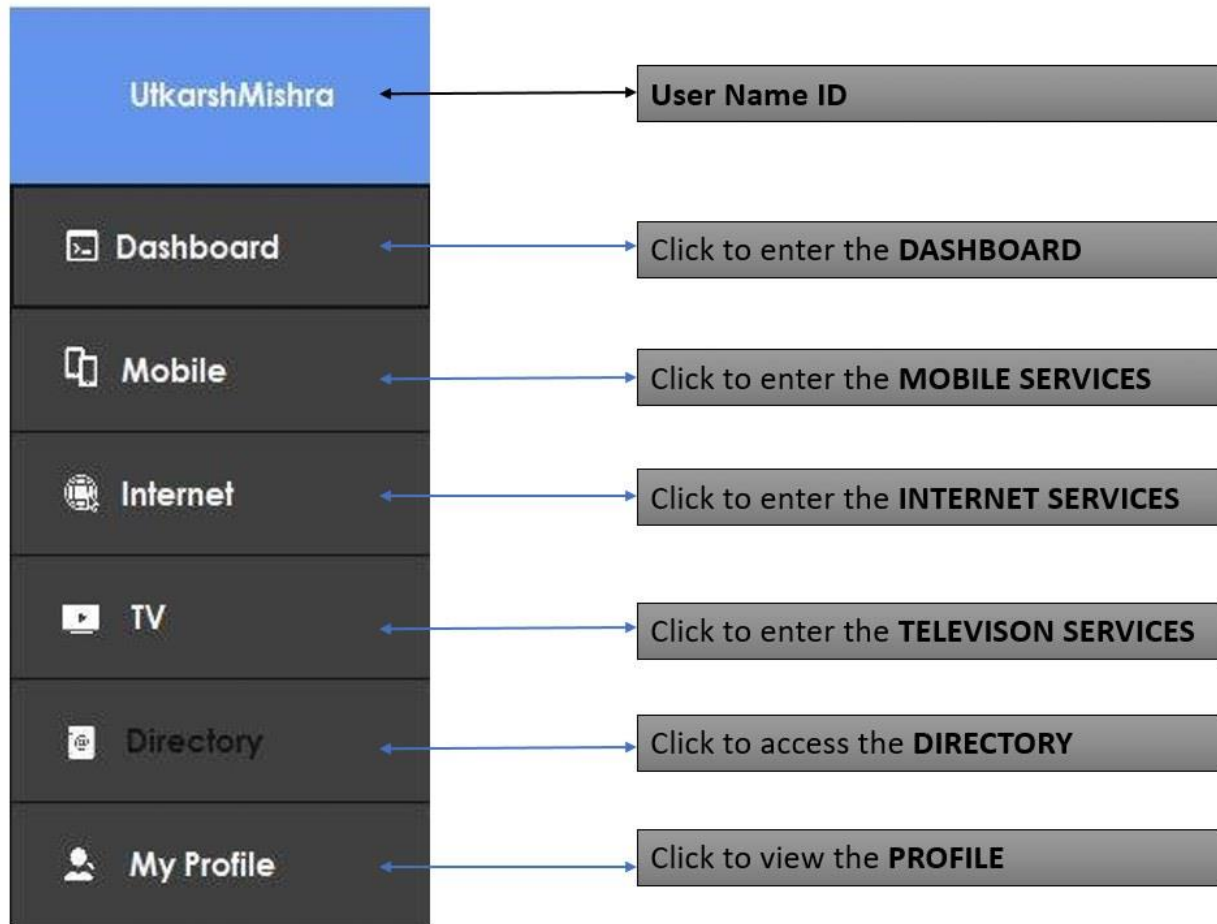 UtkarshMishra
User Name ID
Dashboard
Click to enter the DASHBOARD
Mobile
Click to enter the MOBILE SERVICES
Internet
Click to enter the INTERNET SERVICES
TV
Click to enter the TELEVISON SERVICES
Directory
Click to access the DIRECTORY
My Profile
Click to view the PROFILE